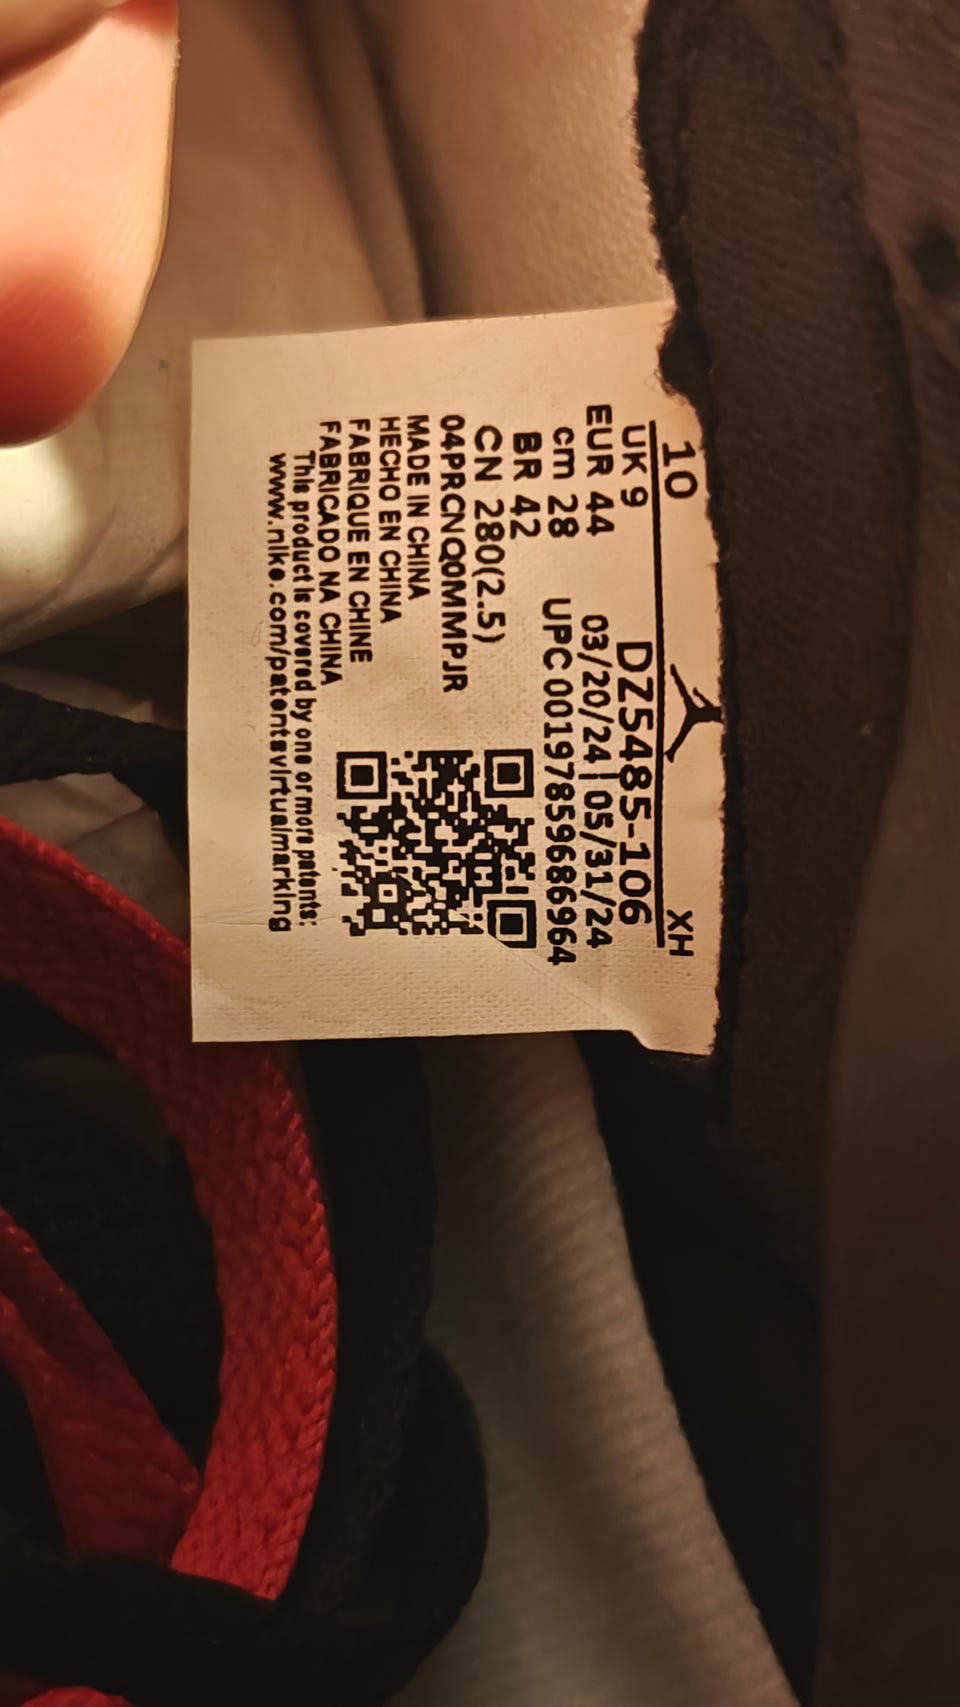 10 XH
UK 9 DZ5485-106
EUR 44 03/20/24 | 05/31/24
cm 28 UPC 00197859686964
BR 42
CN 280(2.5)
04PRCNQ0MMPJR
MADE IN CHINA
HECHO EN CHINA
FABRIQUE EN CHINE
FABRICADO NA CHINA
This product is covered by one or more patents:
www.nike.com/patentsvirtualmarking